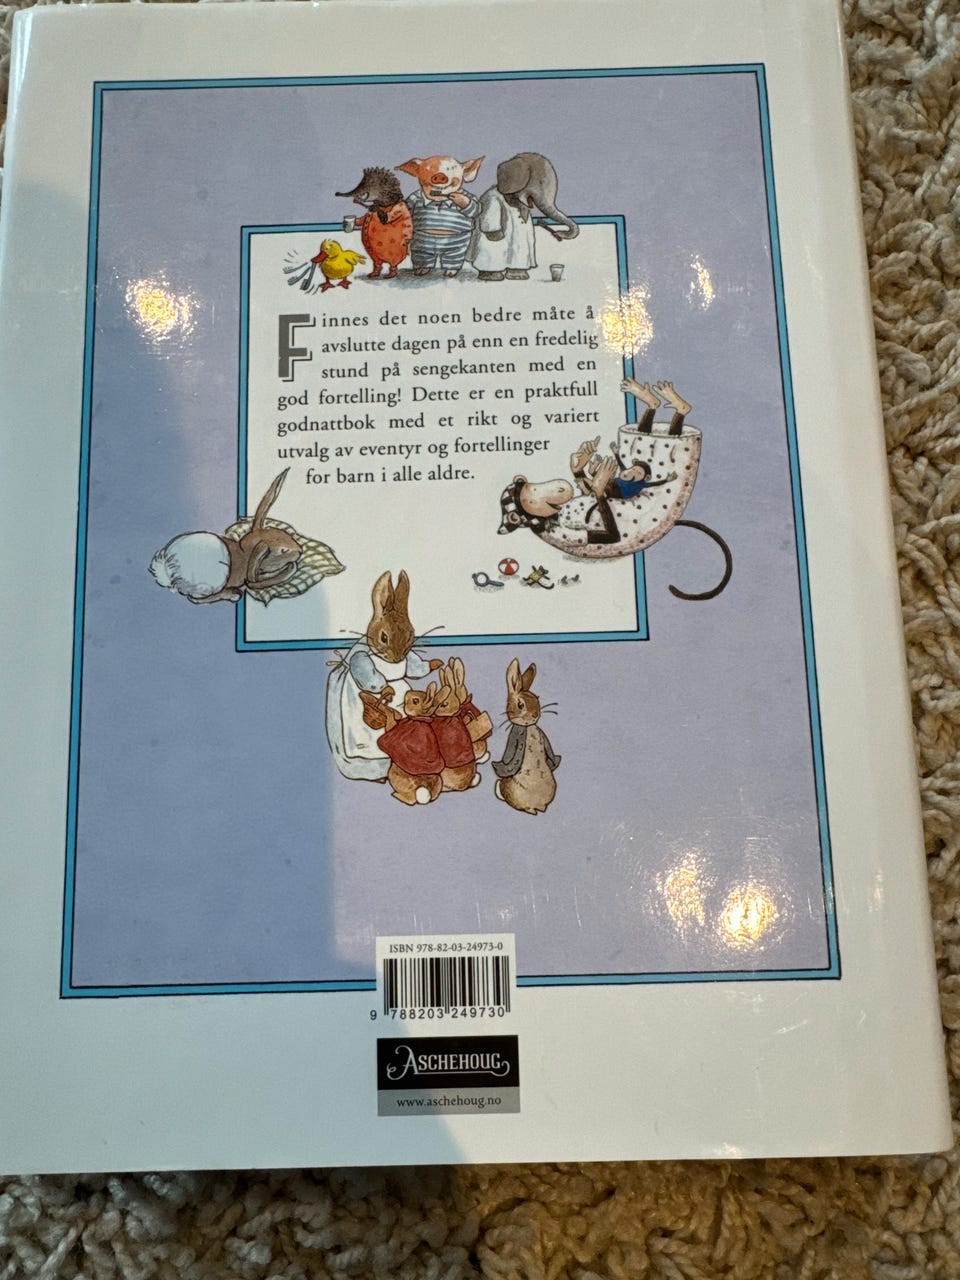 Finnes det noen bedre måte å
avslutte dagen på enn en fredelig
stund på sengekanten med en
god fortelling! Dette er en praktfull
godnattbok med et rikt og variert
utvalg av eventyr og fortellinger
for barn i alle aldre.
ISBN 978-82-03-24973-0
9 788203 249730
ASCHEHOUG
www.aschehoug.no